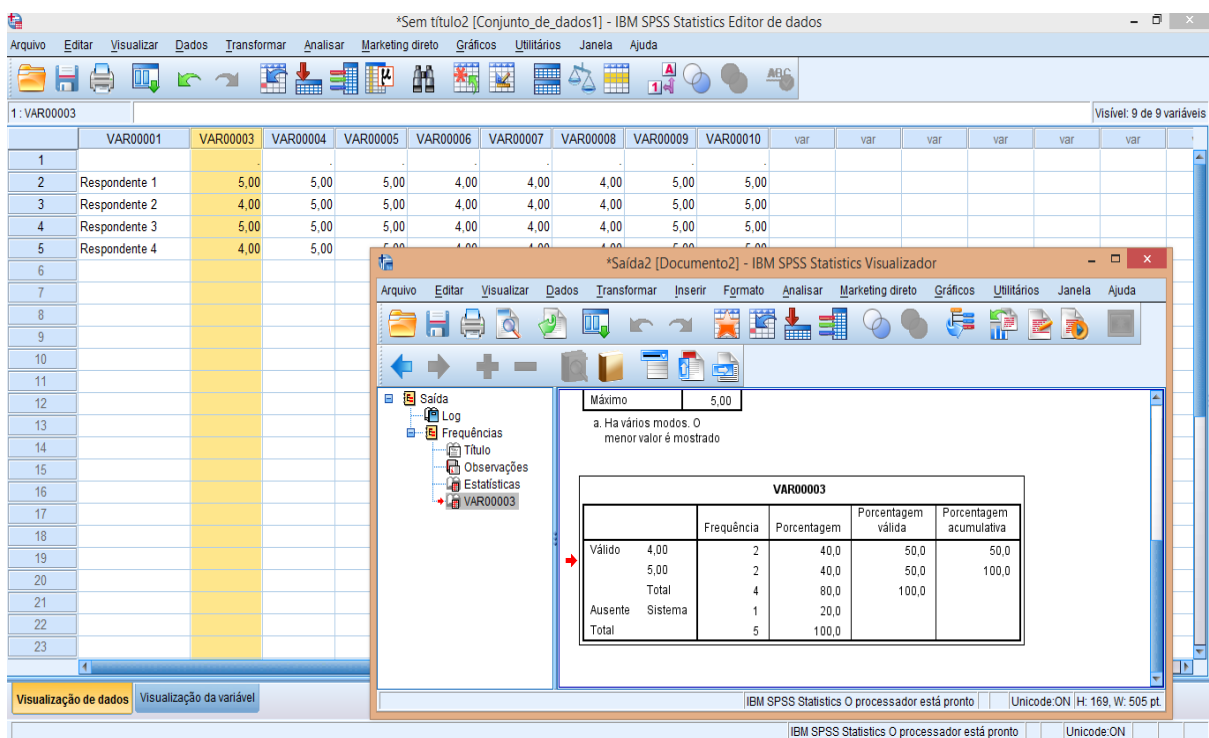 *Sem título2 [Conjunto_de_dados1] - IBM SPSS Statistics Editor de dados
Arquivo Editar Visualizar Dados Transformar Analisar Marketing direto Gráficos Utilitários Janela Ajuda
1 : VAR00003
Visível: 9 de 9 variáveis
VAR00001 VAR00003 VAR00004 VAR00005 VAR00006 VAR00007 VAR00008 VAR00009 VAR00010 var var var var var var
1 . . . . . . . .
2 Respondente 1 5,00 5,00 5,00 4,00 4,00 4,00 5,00 5,00
3 Respondente 2 4,00 5,00 5,00 4,00 4,00 4,00 5,00 5,00
4 Respondente 3 5,00 5,00 5,00 4,00 4,00 4,00 5,00 5,00
5 Respondente 4 4,00 5,00
6
7
8
9
10
11
12
13
14
15
16
17
18
19
20
21
22
23
Visualização de dados Visualização da variável
*Saída2 [Documento2] - IBM SPSS Statistics Visualizador
Arquivo Editar Visualizar Dados Transformar Inserir Formato Analisar Marketing direto Gráficos Utilitários Janela Ajuda
Saída
Log
Frequências
Título
Observações
Estatísticas
VAR00003
Máximo 5,00
a. Ha vários modos. O
menor valor é mostrado
VAR00003
Frequência Porcentagem Porcentagem válida Porcentagem acumulativa
Válido 4,00 2 40,0 50,0 50,0
5,00 2 40,0 50,0 100,0
Total 4 80,0 100,0
Ausente Sistema 1 20,0
Total 5 100,0
IBM SPSS Statistics O processador está pronto Unicode:ON H: 169, W: 505 pt.
IBM SPSS Statistics O processador está pronto Unicode:ON